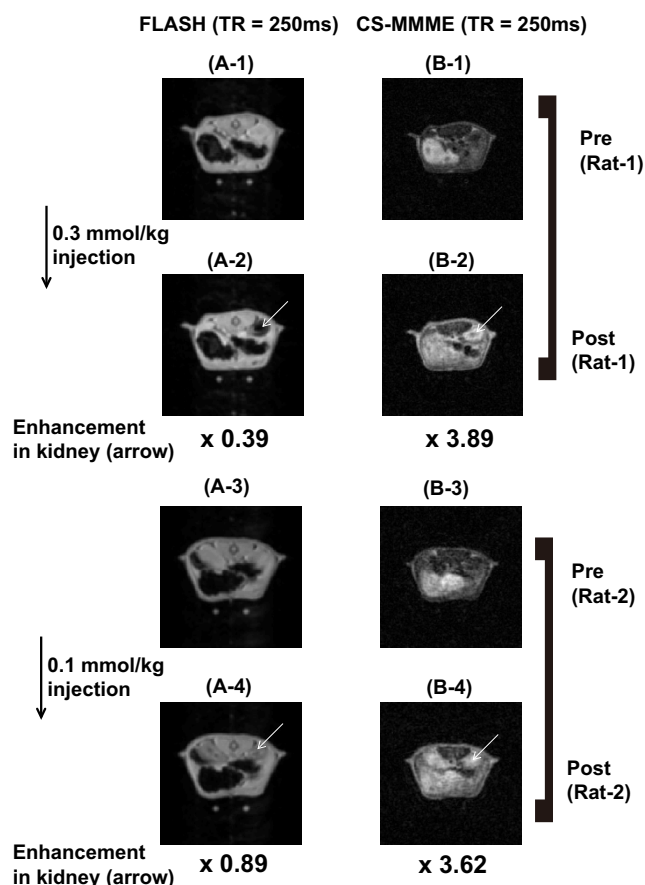 FLASH (TR = 250ms) CS-MMME (TR = 250ms)
(A-1) (B-1)
Pre
(Rat-1)
0.3 mmol/kg
injection
(A-2) (B-2)
Post
(Rat-1)
Enhancement
in kidney (arrow)
x 0.39 x 3.89
(A-3) (B-3)
Pre
(Rat-2)
0.1 mmol/kg
injection
(A-4) (B-4)
Post
(Rat-2)
Enhancement
in kidney (arrow)
x 0.89 x 3.62